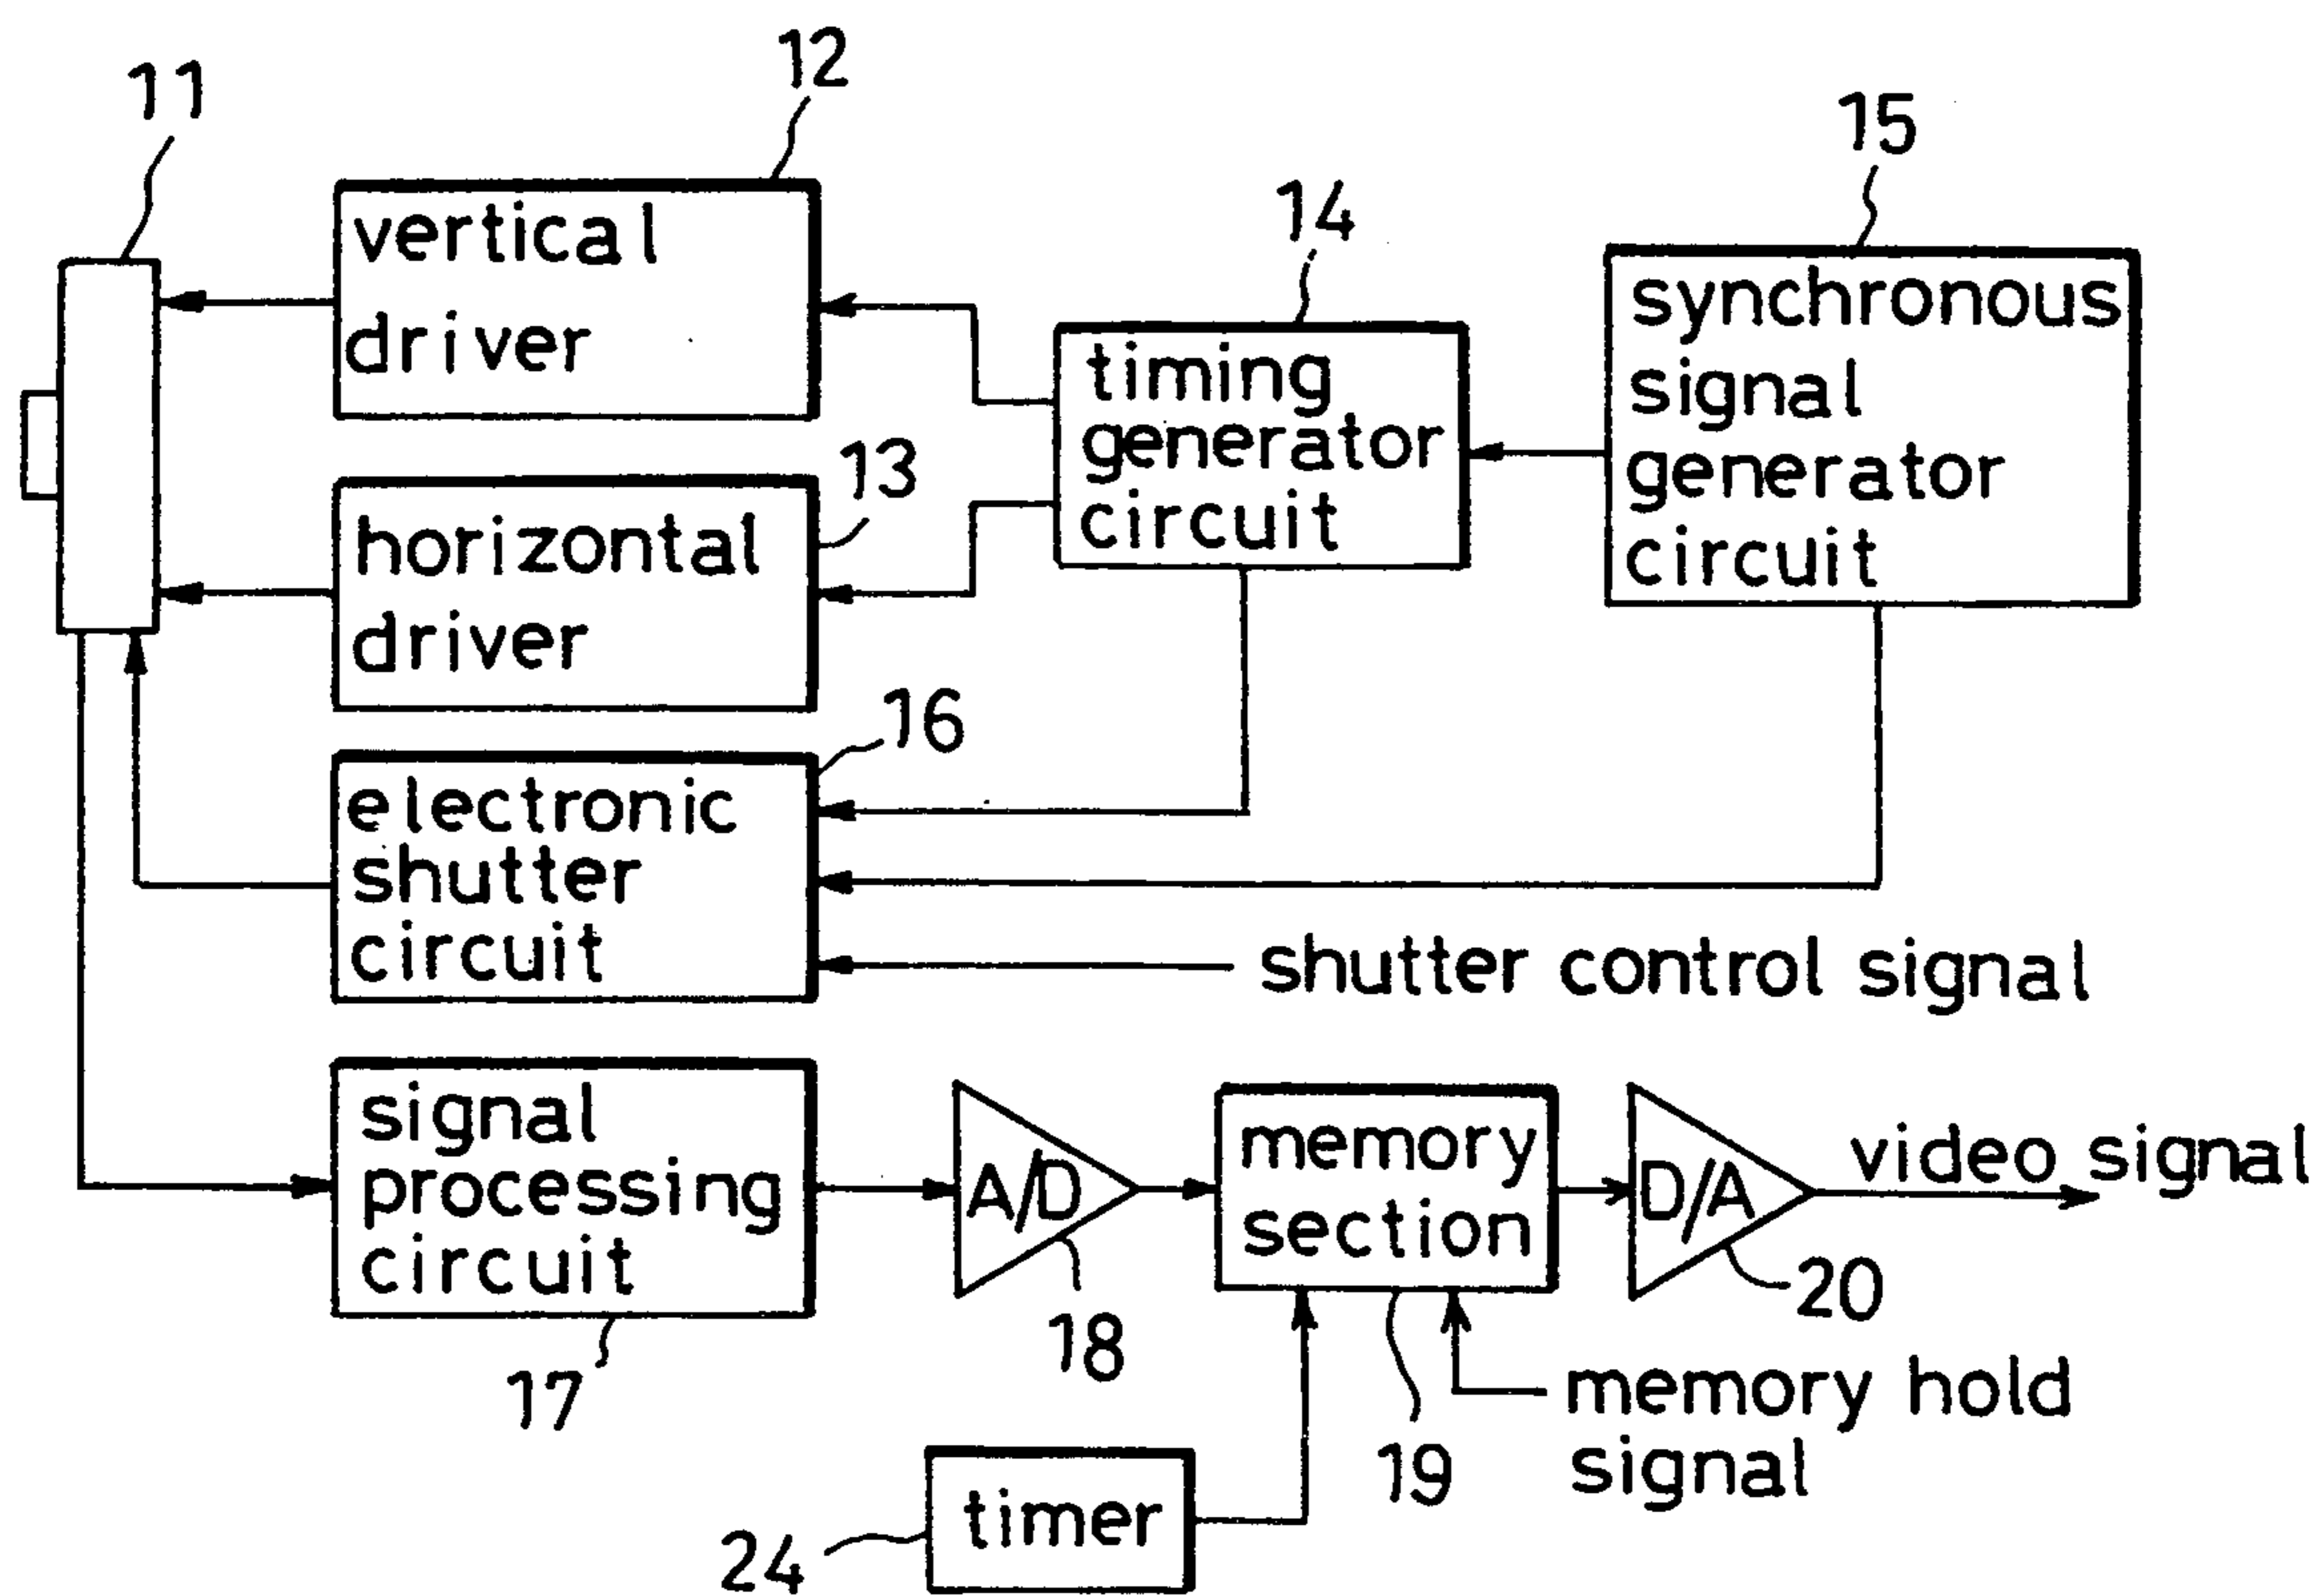 11
12
vertical
driver
13
horizontal
driver
14
timing
generator
circuit
15
synchronous
signal
generator
circuit
16
electronic
shutter
circuit
shutter control signal
signal
processing
circuit
17
A/D
18
memory
section
19
D/A
20
video signal
memory hold
signal
timer
24